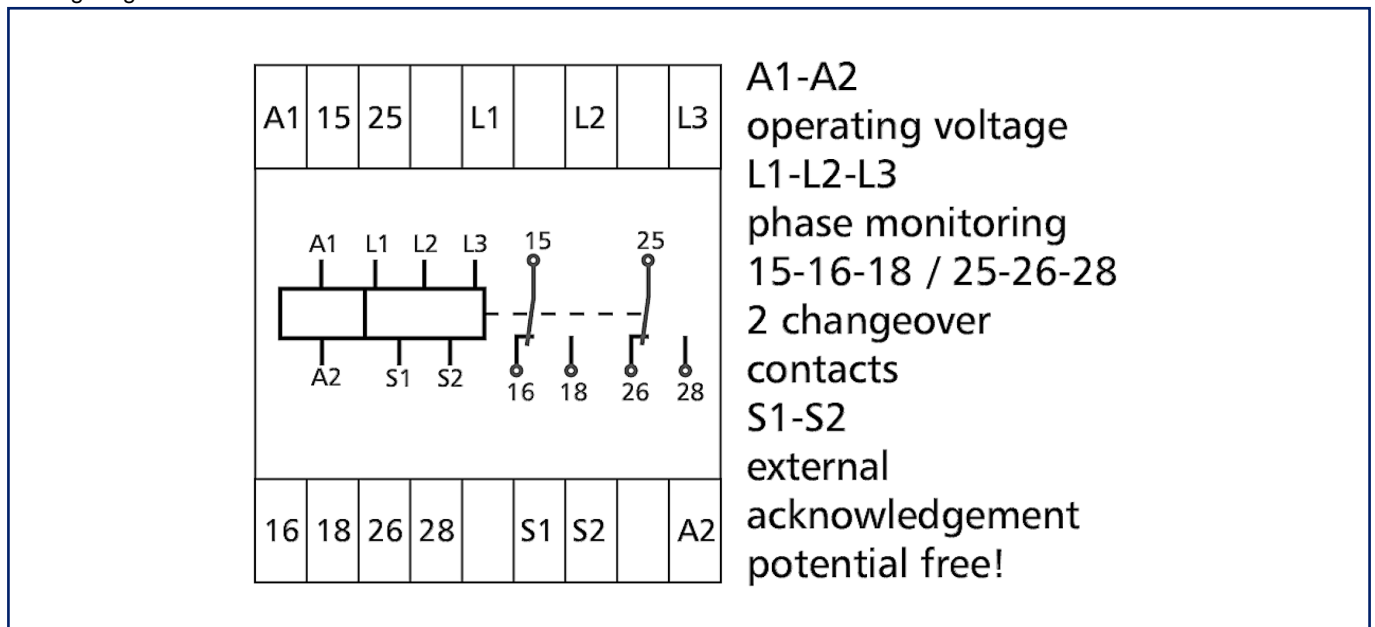 A1 15 25 L1 L2 L3
A1 L1 L2 L3 15 25
A2 S1 S2 16 18 26 28
16 18 26 28 S1 S2 A2
A1-A2
operating voltage
L1-L2-L3
phase monitoring
15-16-18 / 25-26-28
2 changeover
contacts
S1-S2
external
acknowledgement
potential free!